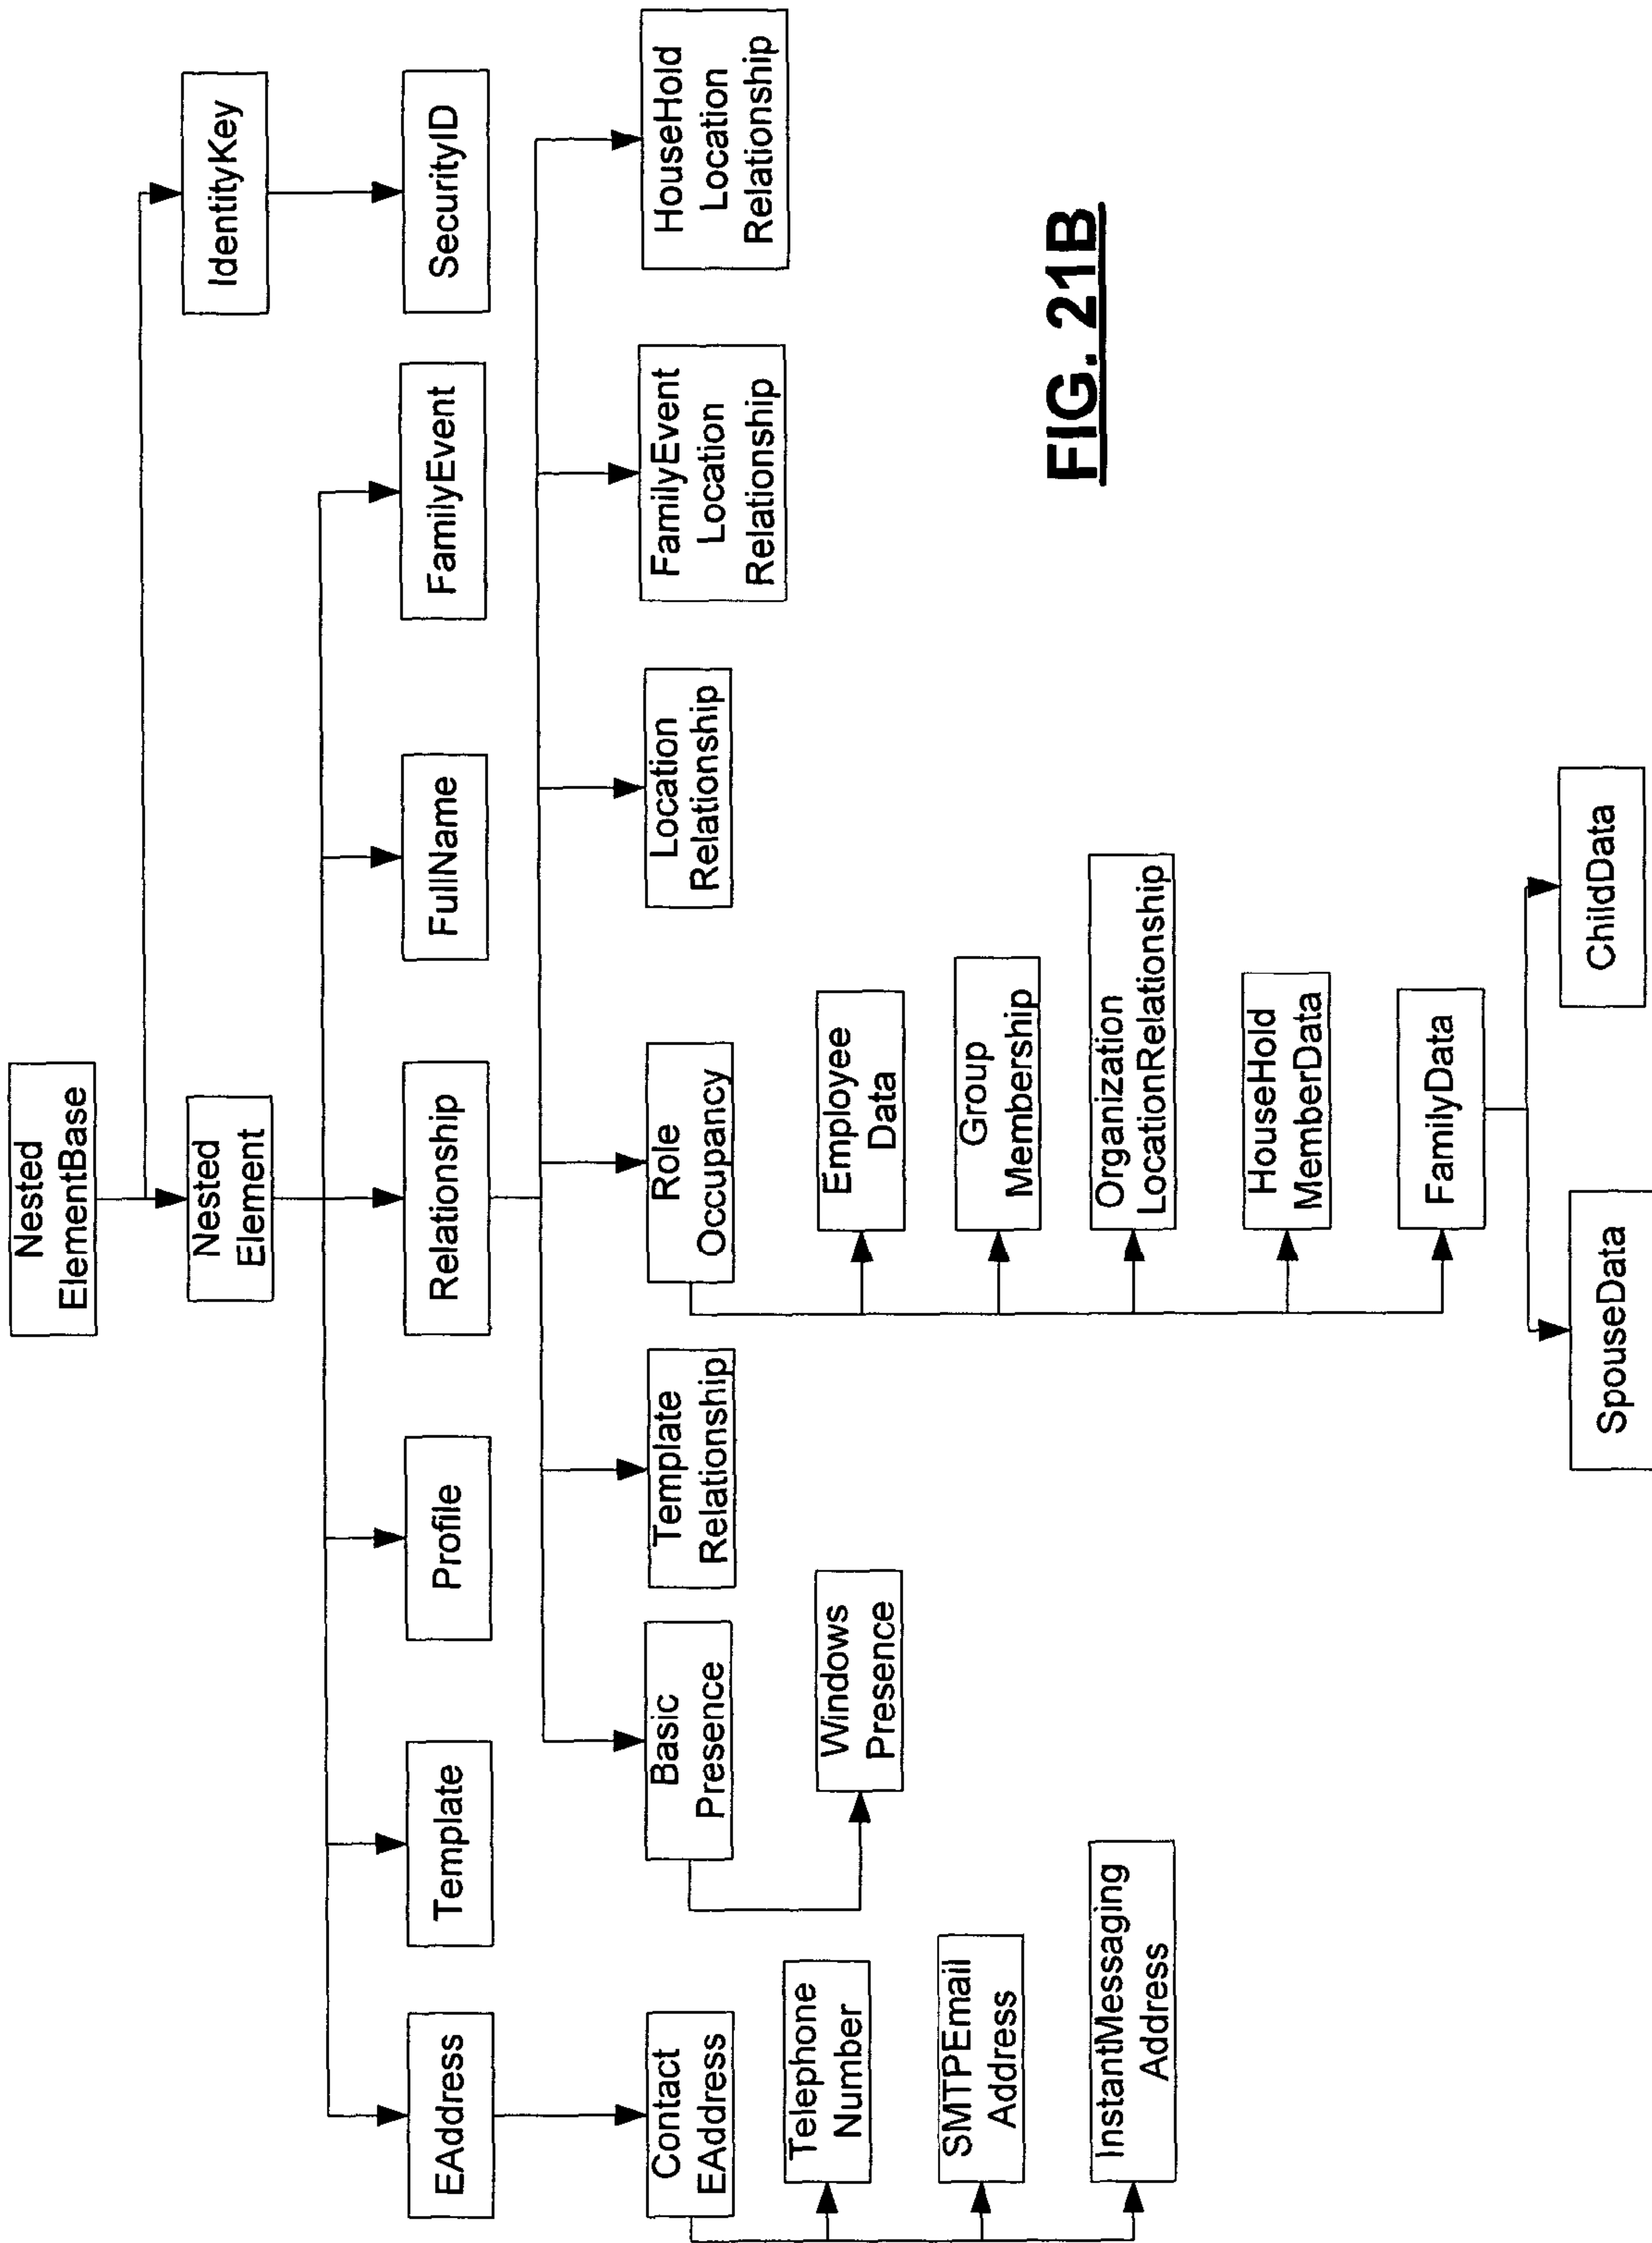 Nested
ElementBase
Nested
Element
IdentityKey
EAddress
Template
Profile
Relationship
FullName
FamilyEvent
SecurityID
Contact
EAddress
Basic
Presence
Template
Relationship
Role
Occupancy
Location
Relationship
FamilyEvent
Location
Relationship
HouseHold
Location
Relationship
Telephone
Number
SMTPEmail
Address
InstantMessaging
Address
Windows
Presence
Employee
Data
Group
Membership
Organization
LocationRelationship
HouseHold
MemberData
FamilyData
SpouseData
ChildData
FIG. 21B